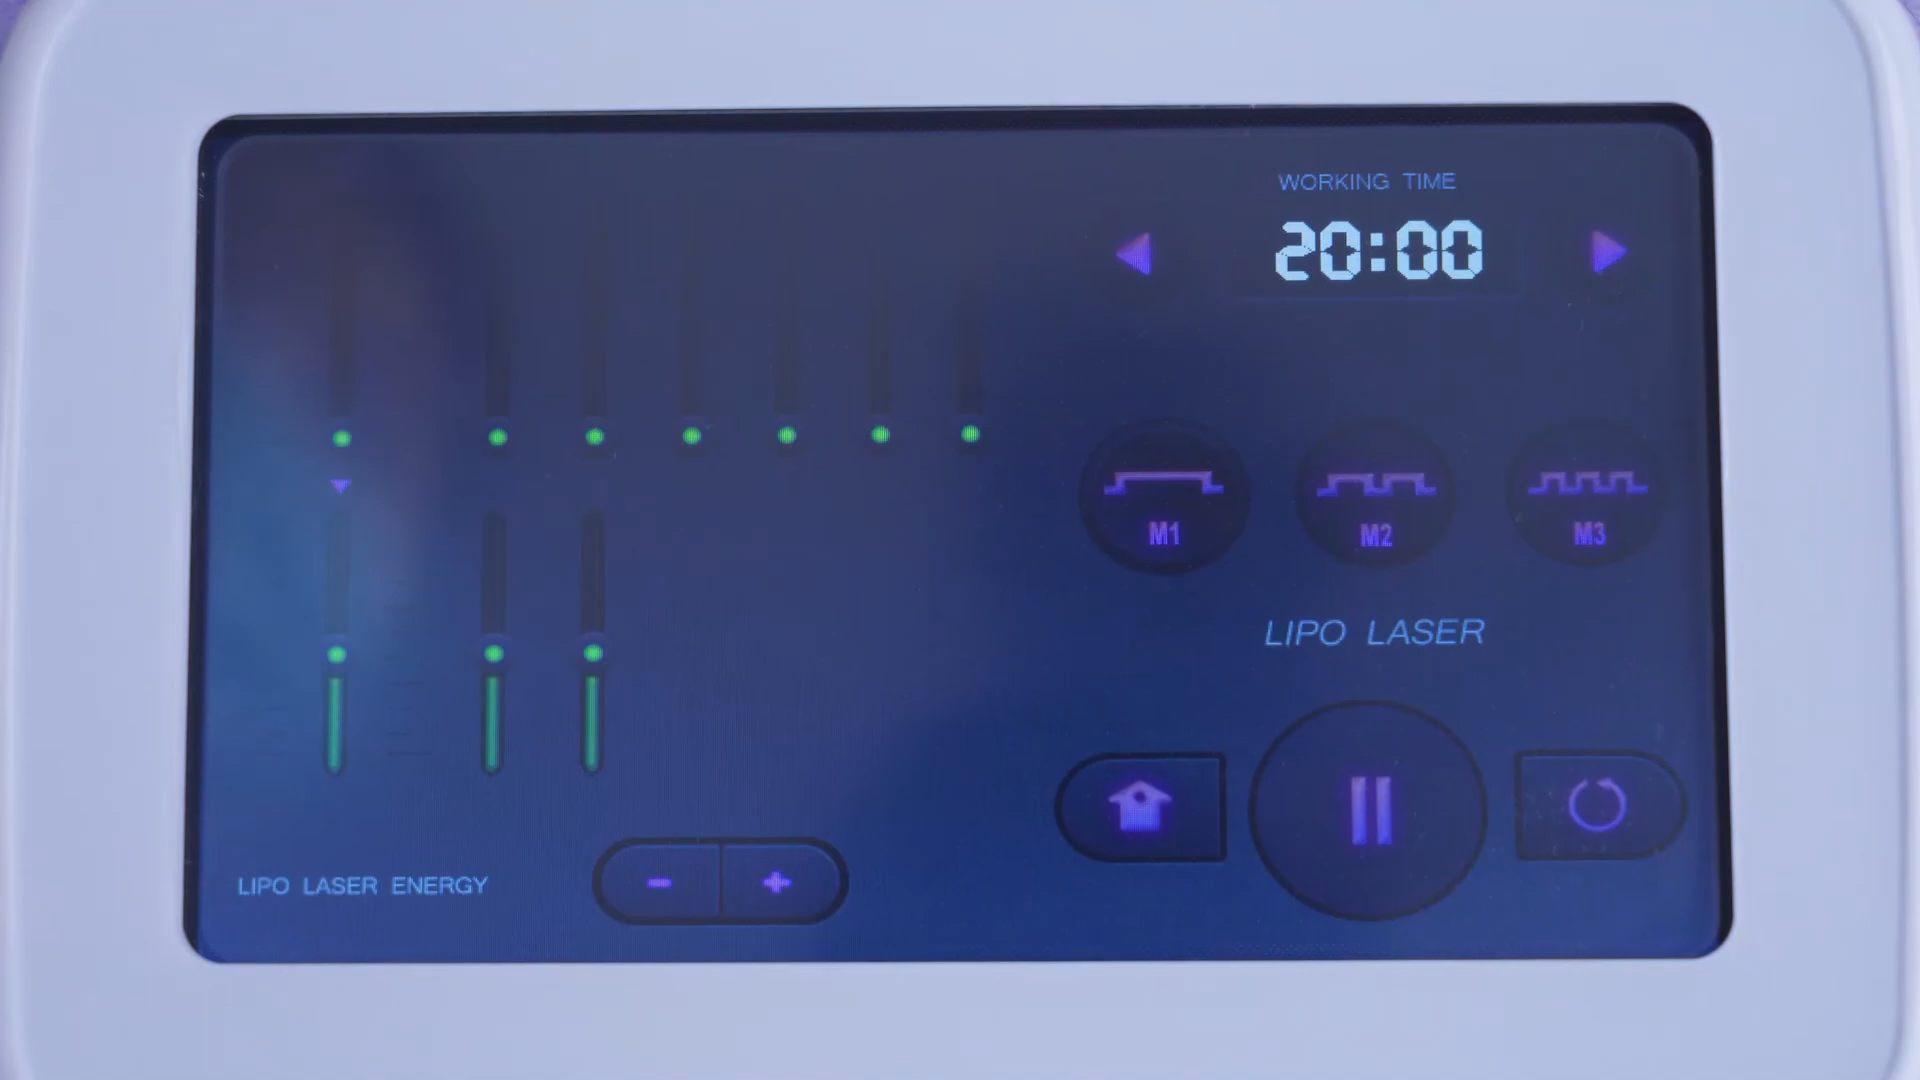 WORKING TIME
20:00
M1 M2 M3
LIPO LASER
LIPO LASER ENERGY - +